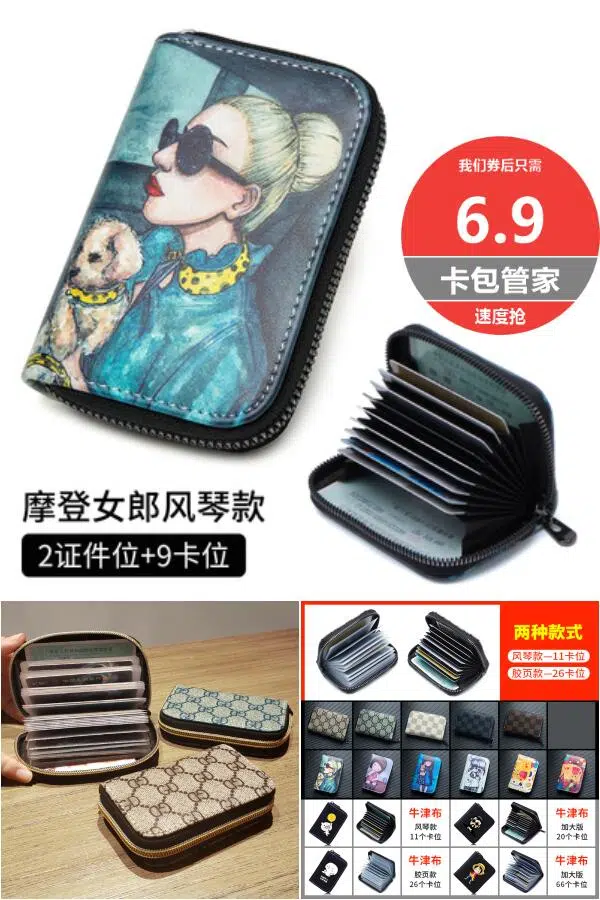 我们券后只需
6.9
卡包管家
速度抢
摩登女郎风琴款
2证件位+9卡位
两种款式
风琴款—11卡位
胶页款—26卡位
牛津布
风琴款
11个卡位
牛津布
加大版
20个卡位
牛津布
胶页款
26个卡位
牛津布
加大版
66个卡位